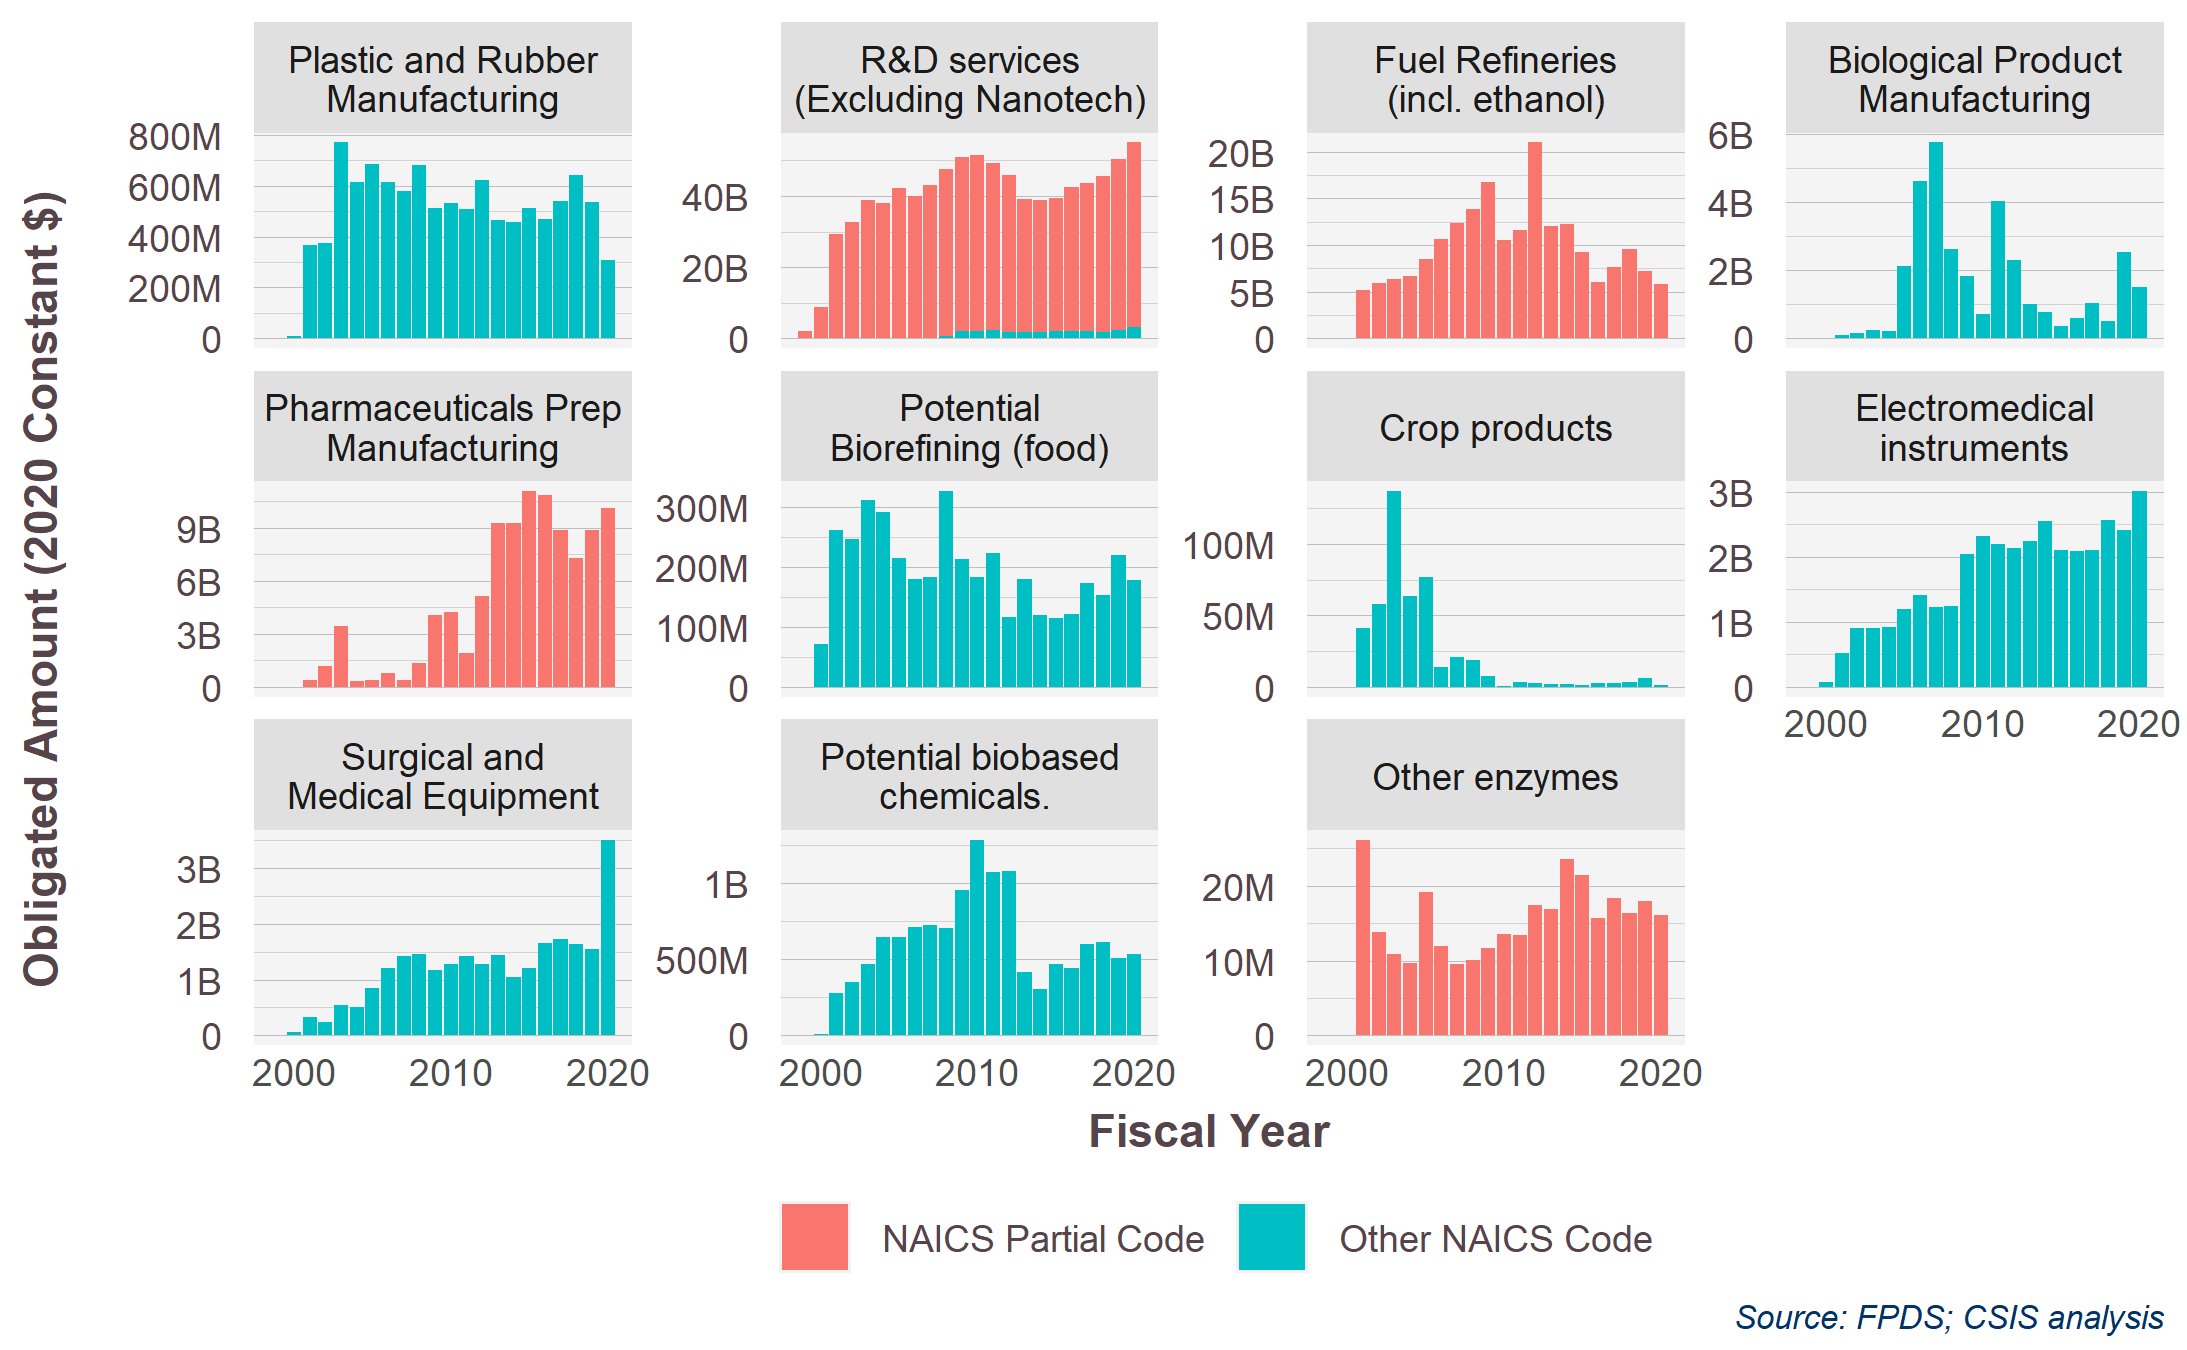 Plastic and Rubber
Manufacturing
R&D services
(Excluding Nanotech)
Fuel Refineries
(incl. ethanol)
Biological Product
Manufacturing
800M
600M
400M
200M
0
40B
20B
0
20B
15B
10B
5B
0
6B
4B
2B
0
Pharmaceuticals Prep
Manufacturing
Potential
Biorefining (food)
Crop products
Electromedical
instruments
9B
6B
3B
0
300M
200M
100M
0
100M
50M
0
3B
2B
1B
0
2000 2010 2020
Surgical and
Medical Equipment
Potential biobased
chemicals.
Other enzymes
3B
2B
1B
0
1B
500M
0
20M
10M
0
2000 2010 2020
2000 2010 2020
2000 2010 2020
Obligated Amount (2020 Constant $)
Fiscal Year
NAICS Partial Code
Other NAICS Code
Source: FPDS; CSIS analysis